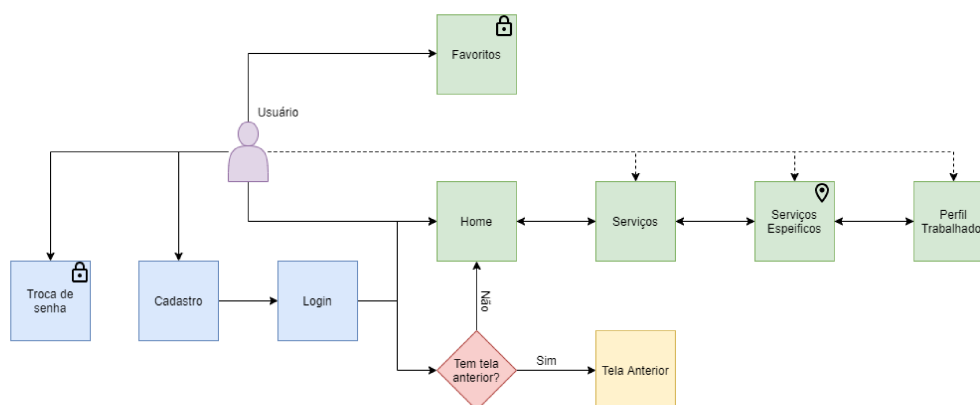 Favoritos
Usuário
Home
Serviços
Serviços
Espeificos
Perfil
Trabalhado
Troca de
senha
Cadastro
Login
Não
Tem tela
anterior?
Sim
Tela Anterior